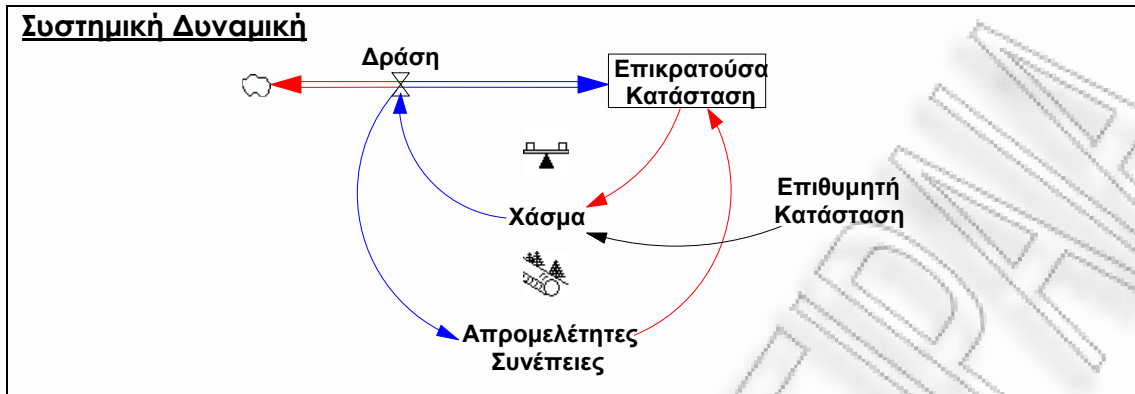 Συστημική Δυναμική
Δράση
Επικρατούσα
Κατάσταση
Επιθυμητή
Κατάσταση
Χάσμα
Απρομελέτητες
Συνέπειες